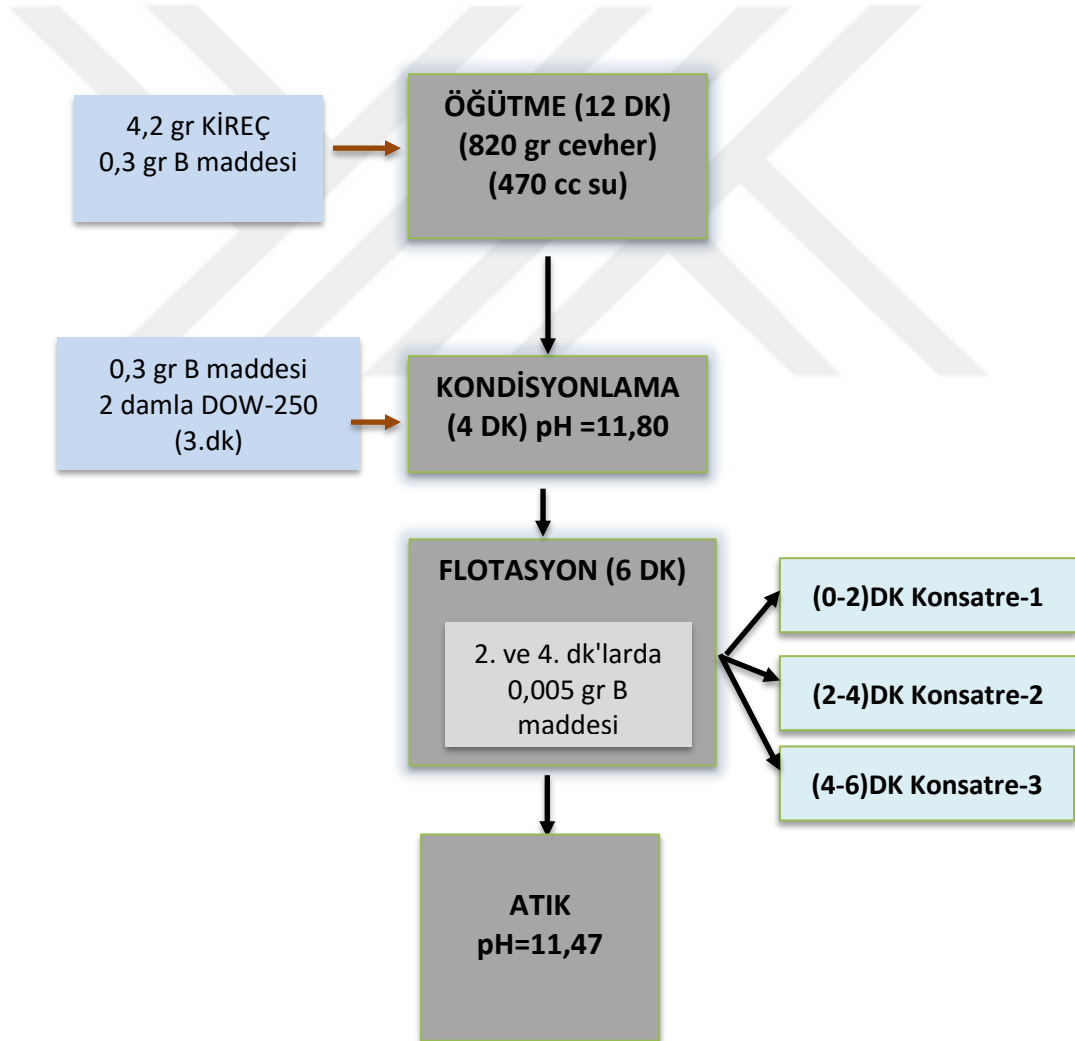 4,2 gr KİREÇ
0,3 gr B maddesi
ÖĞÜTME (12 DK)
(820 gr cevher)
(470 cc su)
0,3 gr B maddesi
2 damla DOW-250
(3.dk)
KONDİSYONLAMA
(4 DK) pH =11,80
FLOTASYON (6 DK)
2. ve 4. dk'larda
0,005 gr B
maddesi
(0-2)DK Konsatre-1
(2-4)DK Konsatre-2
(4-6)DK Konsatre-3
ATIK
pH=11,47